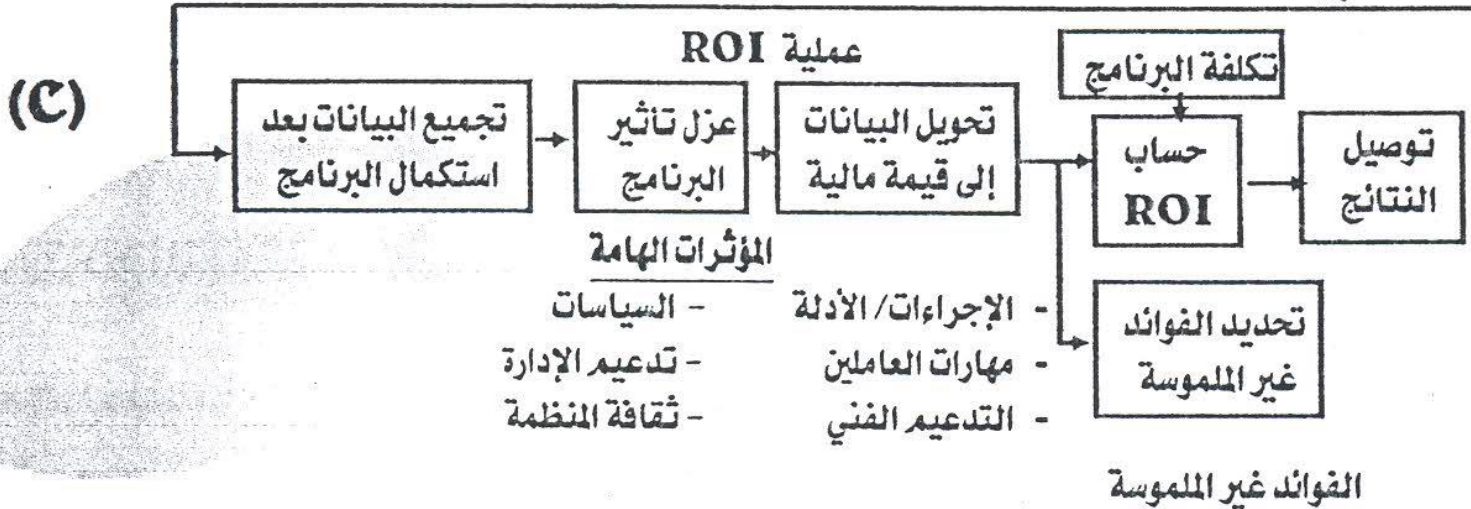 (C)
عملية ROI
تكلفة البرنامج
تجميع البيانات بعد
استكمال البرنامج
عزل تأثير
البرنامج
تحويل البيانات
إلى قيمة مالية
حساب
ROI
توصيل
النتائج
المؤثرات الهامة
- الإجراءات/الأدلة
- السياسات
- مهارات العاملين
- تدعيم الإدارة
- التدعيم الفني
- ثقافة المنظمة
تحديد الفوائد
غير الملموسة
الفوائد غير الملموسة